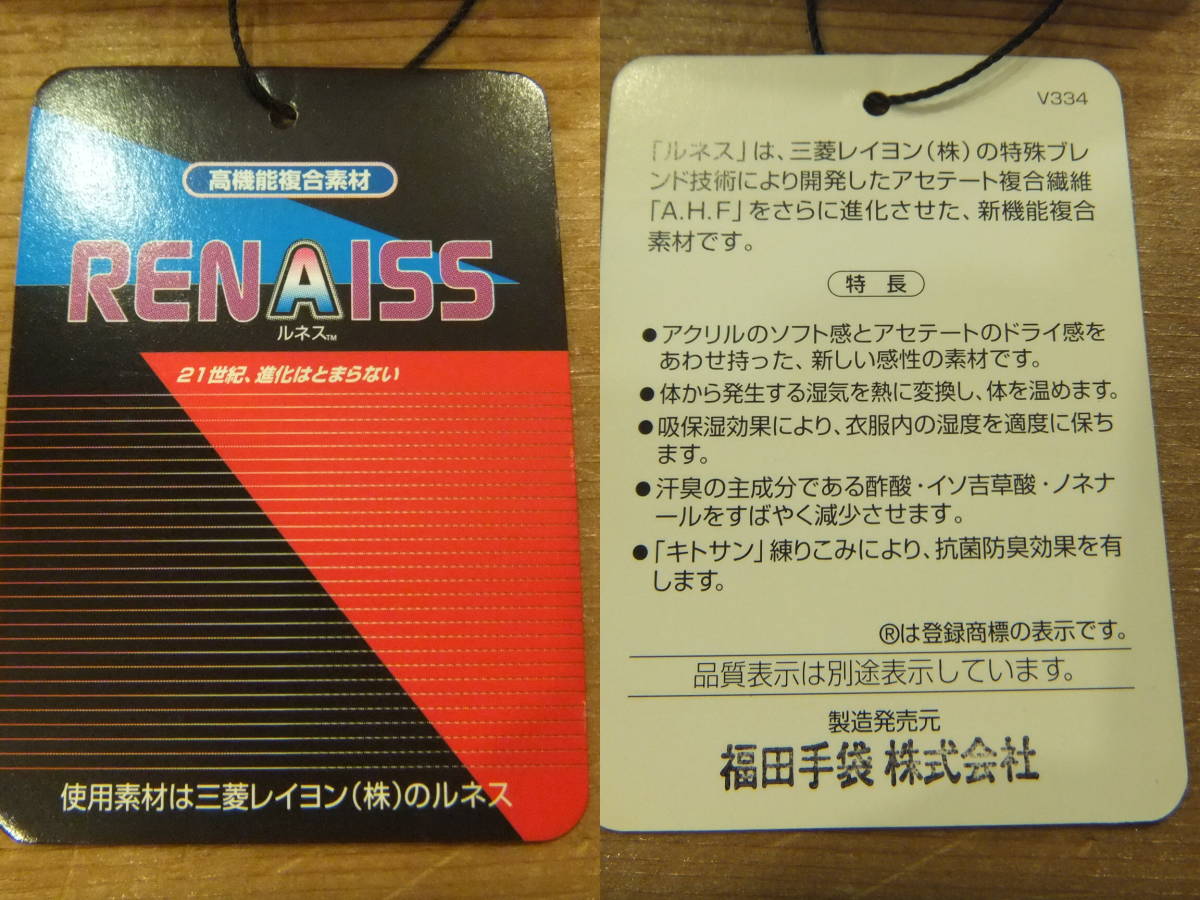 高機能複合素材
RENAISS
ルネス™
21世紀、進化はとまらない
使用素材は三菱レイヨン(株)のルネス
V334
「ルネス」は、三菱レイヨン(株)の特殊ブレ
ンド技術により開発したアセテート複合繊維
「A.H.F」をさらに進化させた、新機能複合
素材です。
特 長
●アクリルのソフト感とアセテートのドライ感を
あわせ持った、新しい感性の素材です。
●体から発生する湿気を熱に変換し、体を温めます。
●吸保湿効果により、衣服内の湿度を適度に保ち
ます。
●汗臭の主成分である酢酸・イソ吉草酸・ノネナ
ールをすばやく減少させます。
●「キトサン」練りこみにより、抗菌防臭効果を有
します。
®は登録商標の表示です。
品質表示は別途表示しています。
製造発売元
福田手袋株式会社